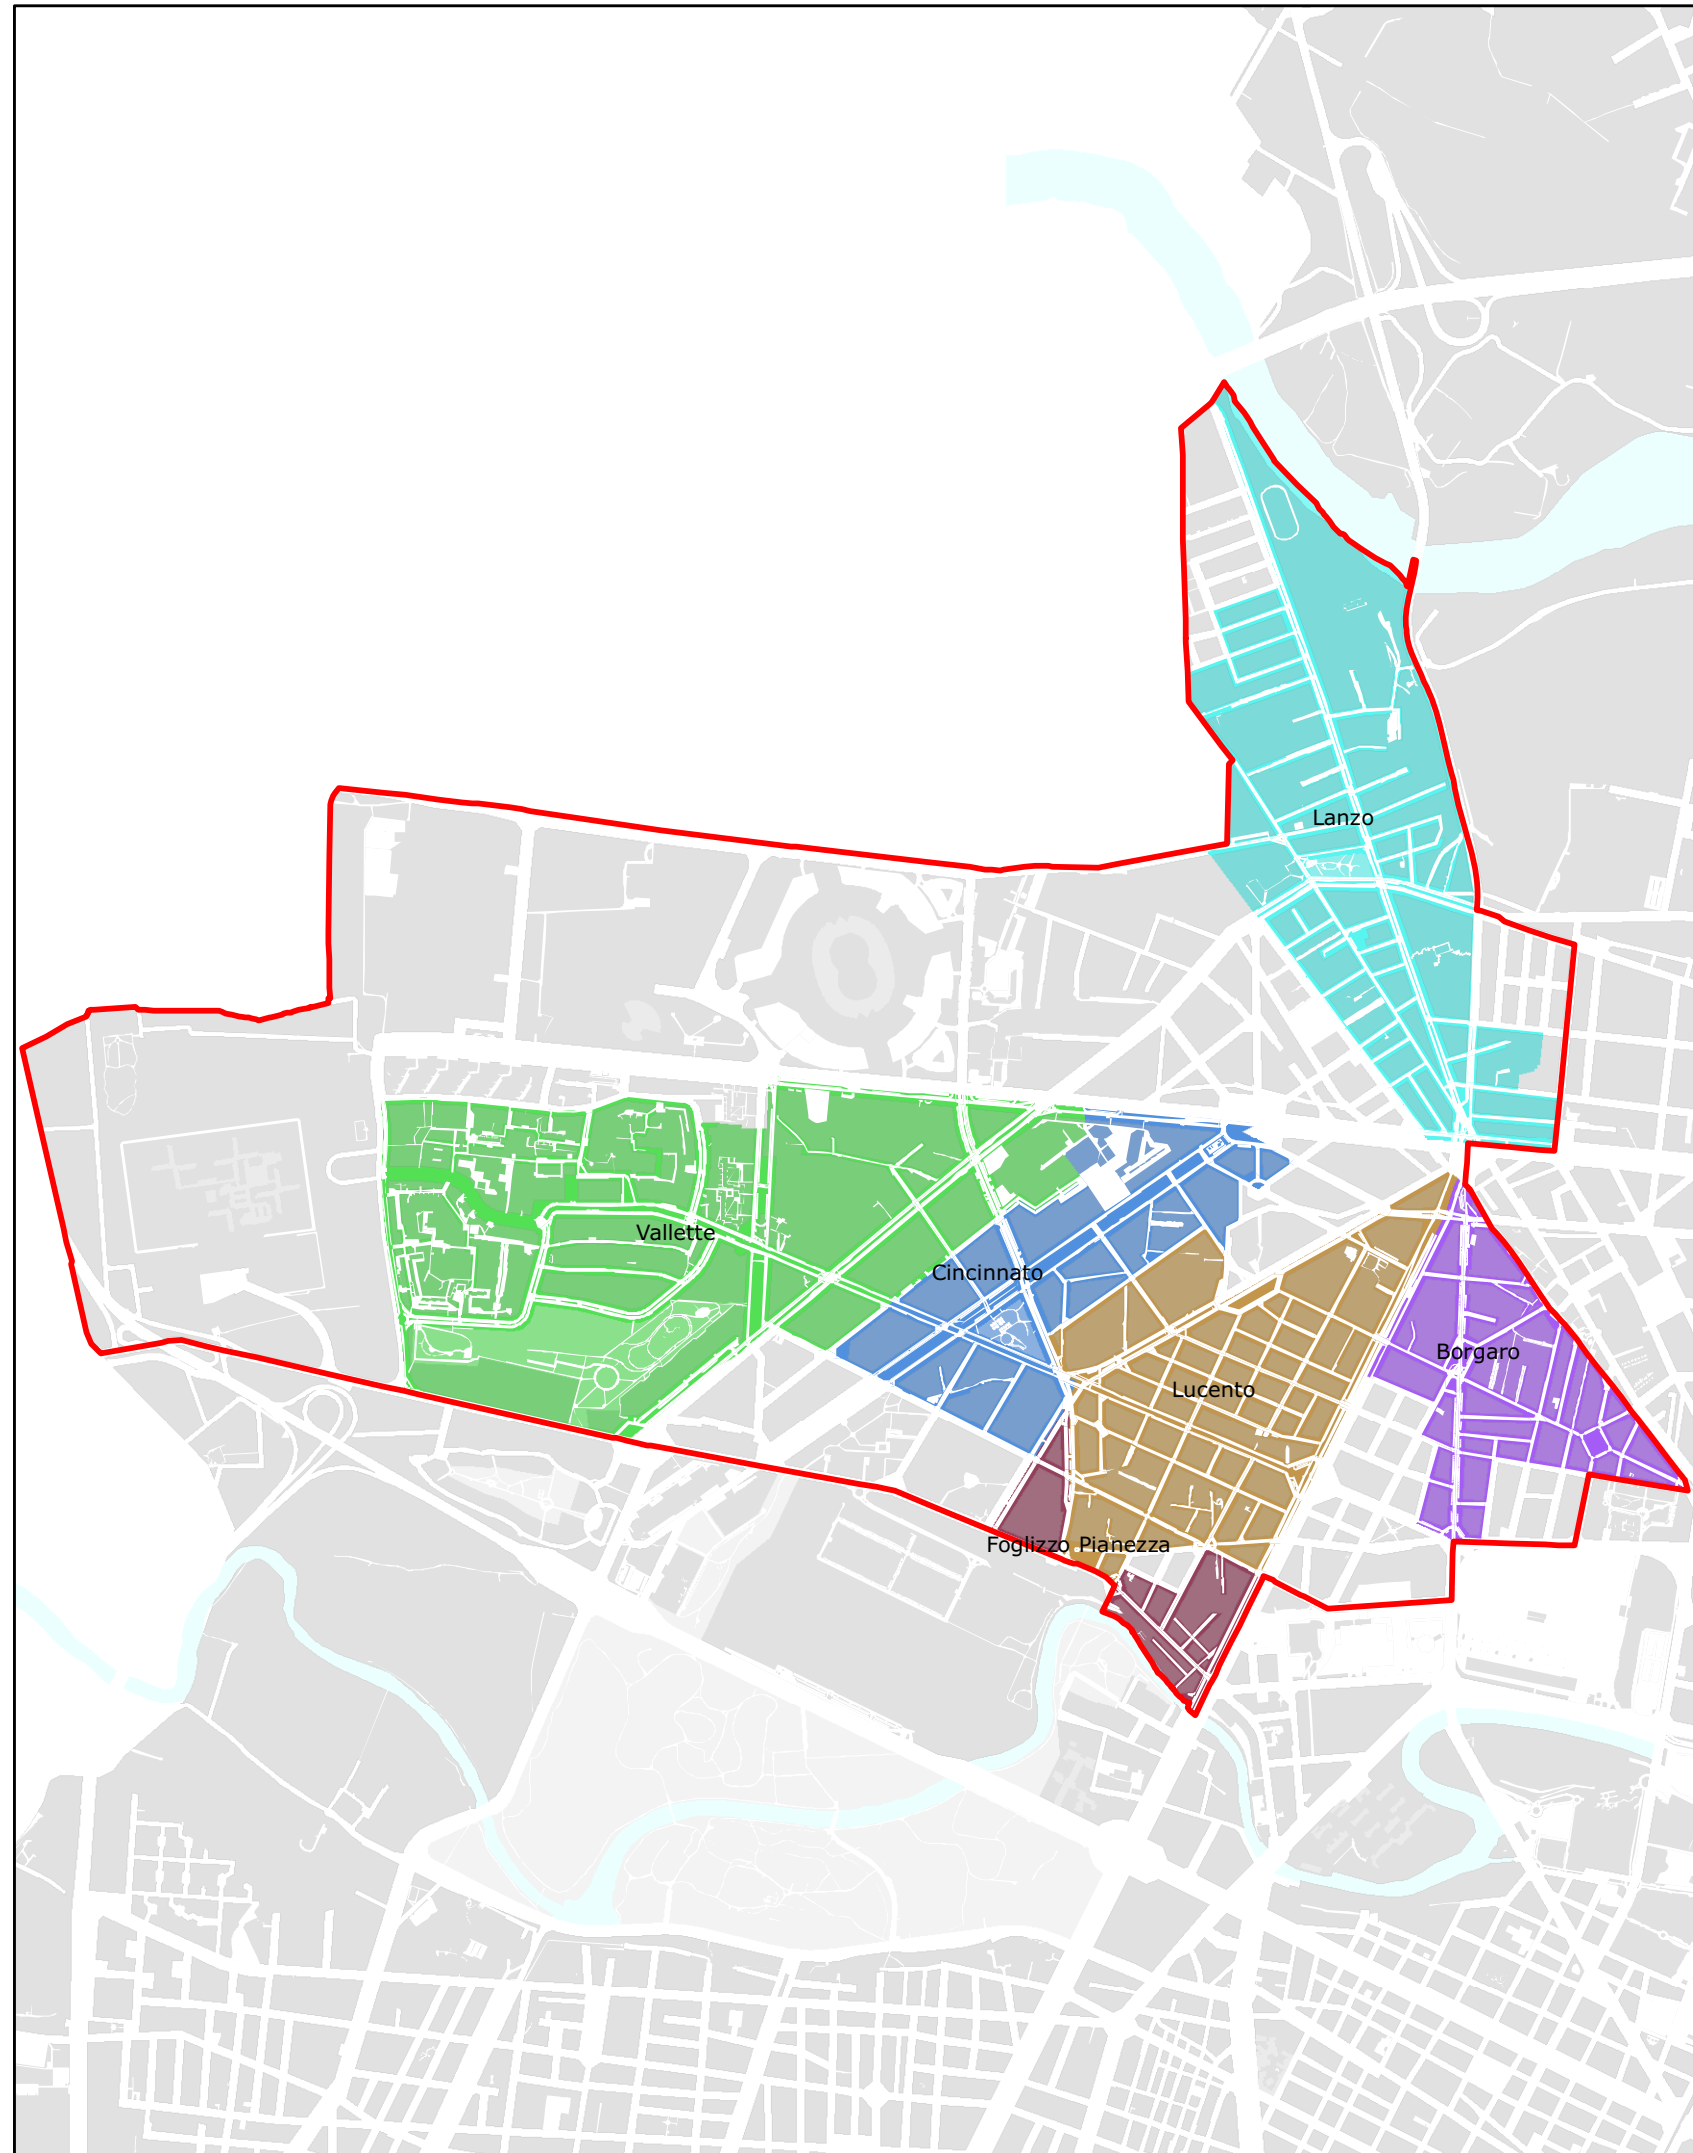 Lanzo
Vallette
Cincinnato
Borgaro
Lucento
Foglizzo Pianezza